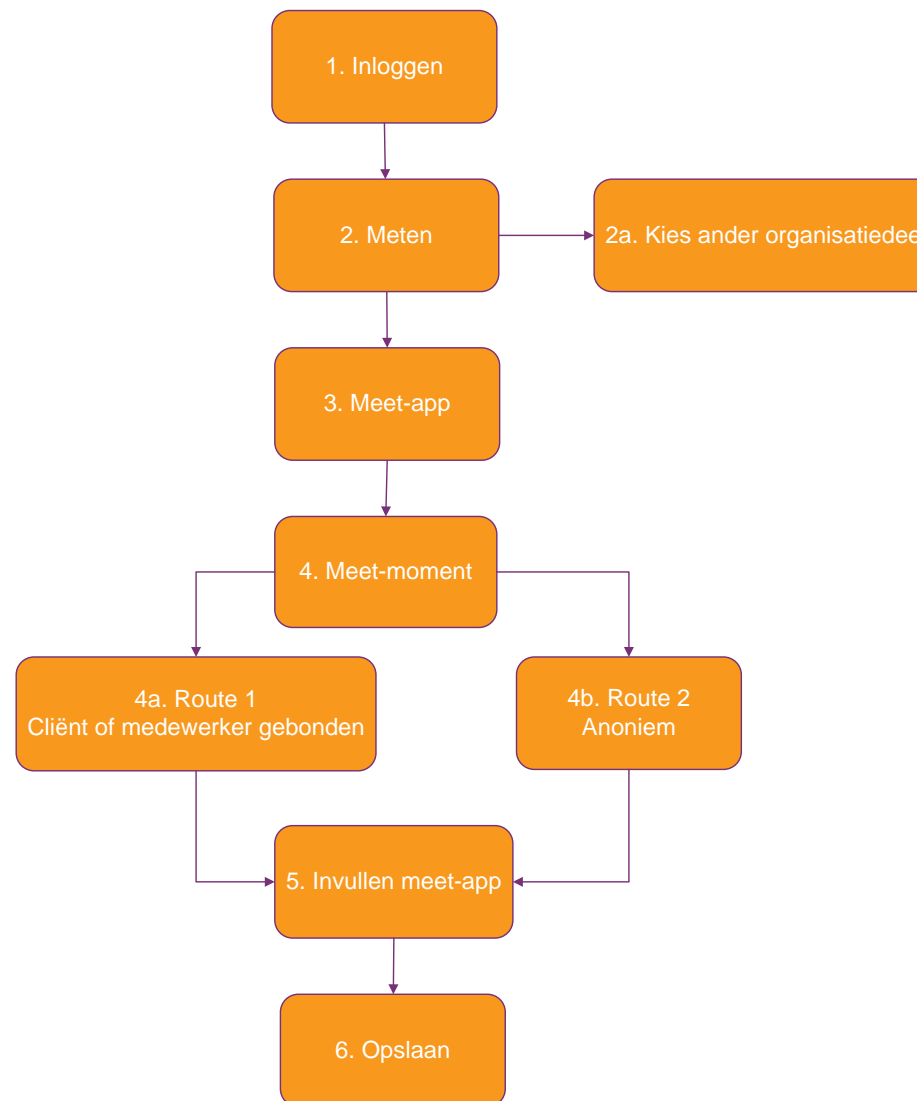 1. Inloggen
2. Meten
2a. Kies ander organisatiedee
3. Meet-app
4. Meet-moment
4a. Route 1
Cliënt of medewerker gebonden
4b. Route 2
Anoniem
5. Invullen meet-app
6. Opslaan